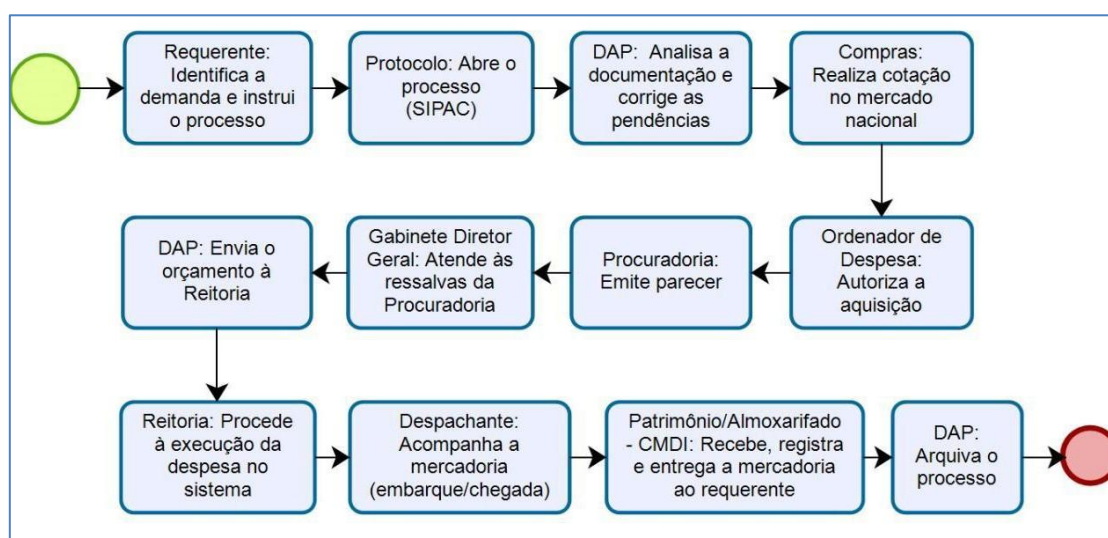 Requerente:
Identifica a
demanda e instrui
o processo
Protocolo: Abre o
processo
(SIPAC)
DAP: Analisa a
documentação e
corrige as
pendências
Compras:
Realiza cotação
no mercado
nacional
Ordenador de
Despesa:
Autoriza a
aquisição
Procuradoria:
Emite parecer
Gabinete Diretor
Geral: Atende às
ressalvas da
Procuradoria
DAP: Envia o
orçamento à
Reitoria
Reitoria: Procede
à execução da
despesa no
sistema
Despachante:
Acompanha a
mercadoria
(embarque/chegada)
Patrimônio/Almoxarifado
- CMDI: Recebe, registra
e entrega a mercadoria
ao requerente
DAP:
Arquiva o
processo